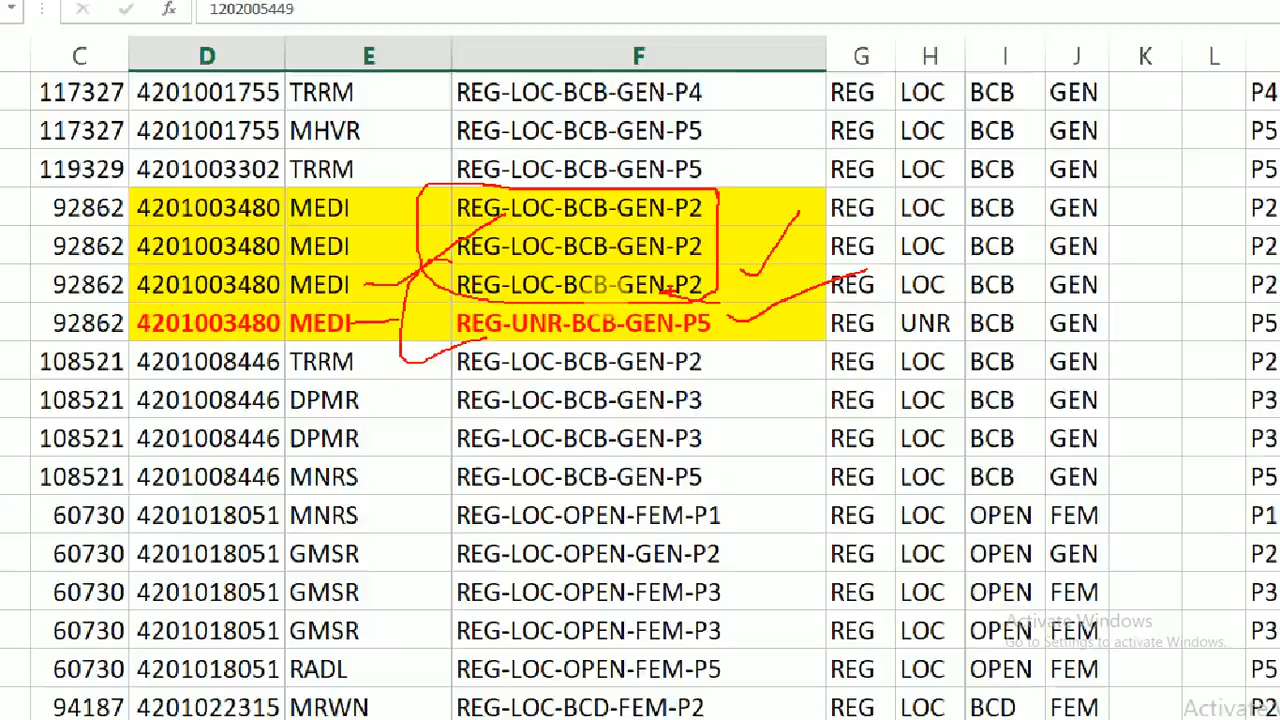 1202005449
C D E F G H I J K L
117327 4201001755 TRRM REG-LOC-BCB-GEN-P4 REG LOC BCB GEN P4
117327 4201001755 MHVR REG-LOC-BCB-GEN-P5 REG LOC BCB GEN P5
119329 4201003302 TRRM REG-LOC-BCB-GEN-P5 REG LOC BCB GEN P5
92862 4201003480 MEDI REG-LOC-BCB-GEN-P2 REG LOC BCB GEN P2
92862 4201003480 MEDI REG-LOC-BCB-GEN-P2 REG LOC BCB GEN P2
92862 4201003480 MEDI REG-LOC-BCB-GEN-P2 REG LOC BCB GEN P2
92862 4201003480 MEDI REG-UNR-BCB-GEN-P5 REG UNR BCB GEN P5
108521 4201008446 TRRM REG-LOC-BCB-GEN-P2 REG LOC BCB GEN P2
108521 4201008446 DPMR REG-LOC-BCB-GEN-P3 REG LOC BCB GEN P3
108521 4201008446 DPMR REG-LOC-BCB-GEN-P3 REG LOC BCB GEN P3
108521 4201008446 MNRS REG-LOC-BCB-GEN-P5 REG LOC BCB GEN P5
60730 4201018051 MNRS REG-LOC-OPEN-FEM-P1 REG LOC OPEN FEM P1
60730 4201018051 GMSR REG-LOC-OPEN-GEN-P2 REG LOC OPEN GEN P2
60730 4201018051 GMSR REG-LOC-OPEN-FEM-P3 REG LOC OPEN FEM P3
60730 4201018051 GMSR REG-LOC-OPEN-FEM-P3 REG LOC OPEN FEM P3
60730 4201018051 RADL REG-LOC-OPEN-FEM-P5 REG LOC OPEN FEM P5
94187 4201022315 MRWN REG-LOC-BCD-FEM-P2 REG LOC BCD FEM P2
Activate Windows
Go to Settings to activate Windows.